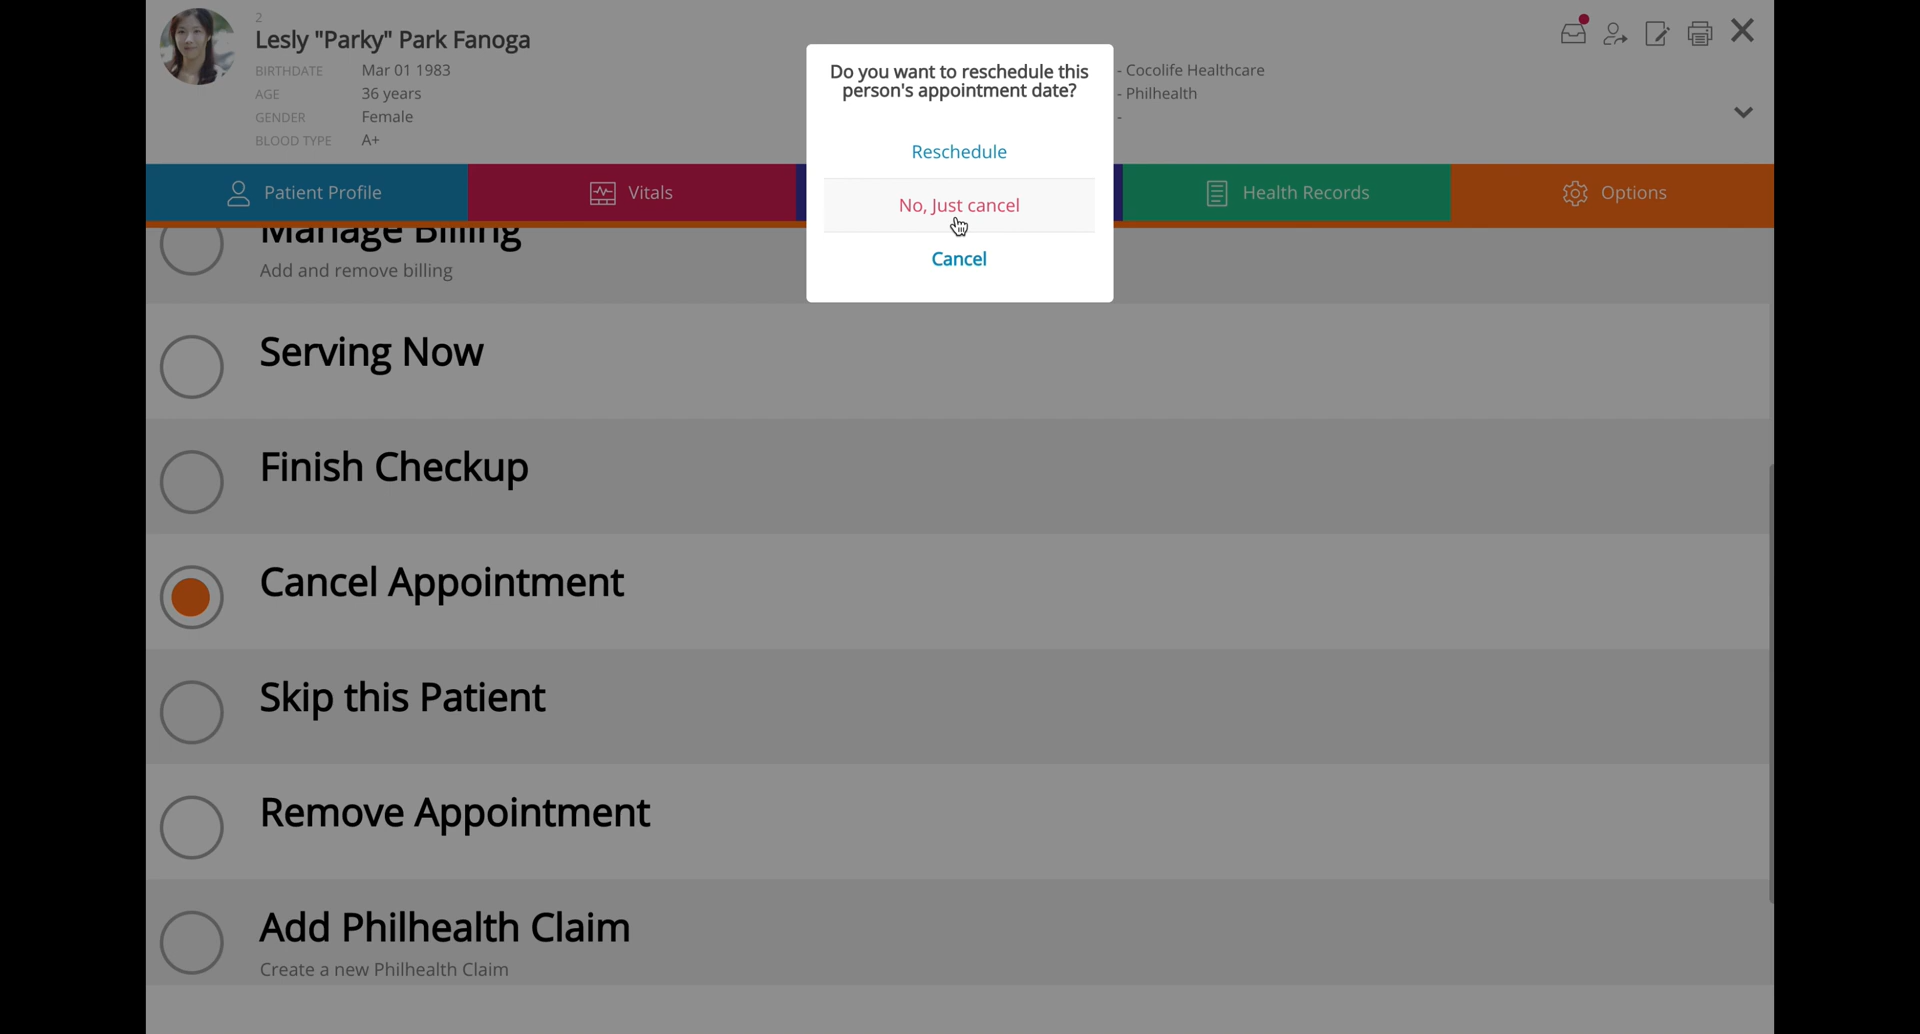 2
Lesly "Parky" Park Fanoga
BIRTHDATE Mar 01 1983
AGE 36 years
GENDER Female
BLOOD TYPE A+
- Cocolife Healthcare
- Philhealth
-
Do you want to reschedule this
person's appointment date?
Reschedule
No, Just cancel
Cancel
Patient Profile
Vitals
Health Records
Options
Manage Billing
Add and remove billing
Serving Now
Finish Checkup
Cancel Appointment
Skip this Patient
Remove Appointment
Add Philhealth Claim
Create a new Philhealth Claim